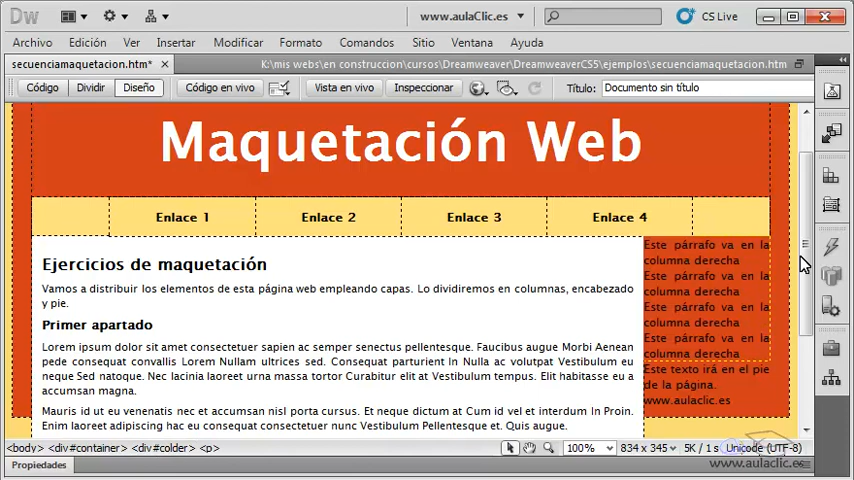 Dw
www.aulaClic.es
CS Live
Archivo Edición Ver Insertar Modificar Formato Comandos Sitio Ventana Ayuda
secuenciamaquetacion.htm*
K:\mis webs\en construccion\cursos\Dreamweaver\DreamweaverCS5\ejemplos\secuenciamaquetacion.htm
Código Dividir Diseño Código en vivo Vista en vivo Inspeccionar Título: Documento sin título
Maquetación Web
Enlace 1 Enlace 2 Enlace 3 Enlace 4
Ejercicios de maquetación
Vamos a distribuir los elementos de esta página web empleando capas. Lo dividiremos en columnas, encabezado
y pie.
Primer apartado
Lorem ipsum dolor sit amet consectetuer sapien ac semper senectus pellentesque. Faucibus augue Morbi Aenean
pede consequat convallis Lorem Nullam ultrices sed. Consequat parturient In Nulla ac volutpat Vestibulum eu
neque Sed natoque. Nec lacinia laoreet urna massa tortor Curabitur elit at Vestibulum tempus. Elit habitasse eu a
accumsan magna.
Mauris id ut eu venenatis nec et accumsan nisl porta cursus. Et neque dictum at Cum id vel et interdum In Proin.
Enim laoreet adipiscing hac eu consequat consectetuer nunc Vestibulum Pellentesque et. Quis augue.
Este párrafo va en la
columna derecha
Este párrafo va en la
columna derecha
Este párrafo va en la
columna derecha
Este párrafo va en la
columna derecha
Este texto irá en el pie
de la página.
www.aulaclic.es
<body> <div#container> <div#colder> <p>
100% 834 x 345 5K / 1 s Unicode (UTF-8)
Propiedades
www.aulaclic.es